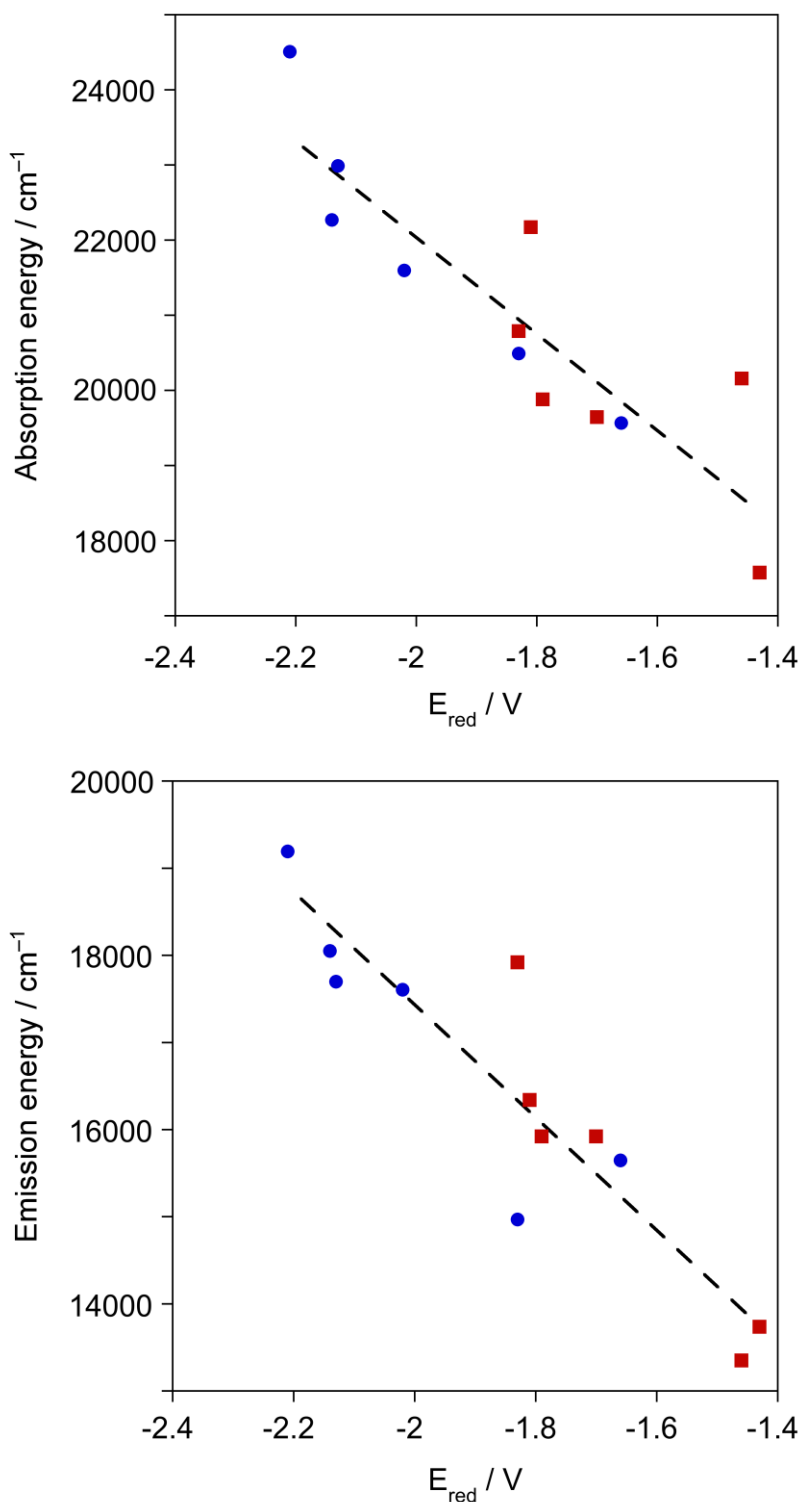 24000
22000
20000
18000
Absorption energy / cm⁻¹
-2.4 -2.2 -2 -1.8 -1.6 -1.4
E_red / V
20000
18000
16000
14000
Emission energy / cm⁻¹
-2.4 -2.2 -2 -1.8 -1.6 -1.4
E_red / V